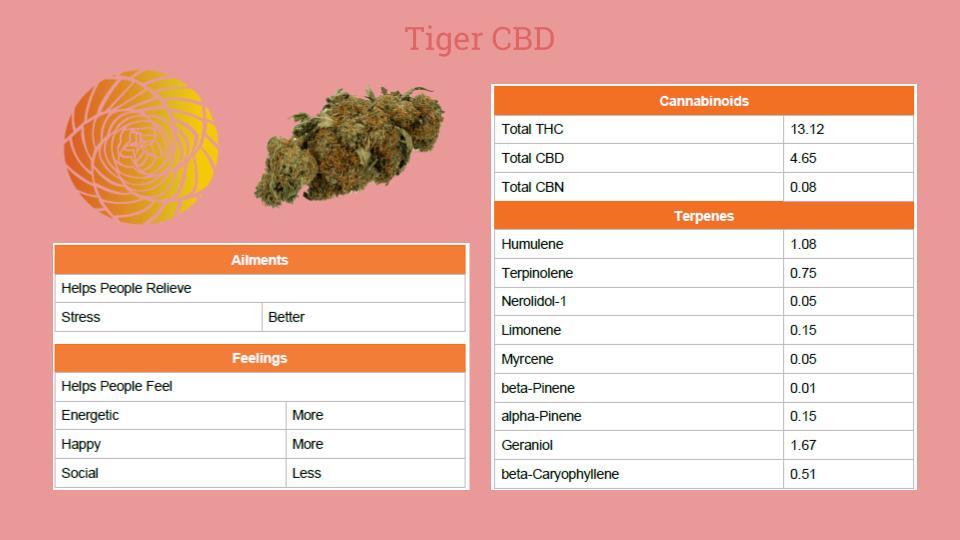 Tiger CBD
Ailments
Helps People Relieve
Stress Better
Feelings
Helps People Feel
Energetic More
Happy More
Social Less
Cannabinoids
Total THC 13.12
Total CBD 4.65
Total CBN 0.08
Terpenes
Humulene 1.08
Terpinolene 0.75
Nerolidol-1 0.05
Limonene 0.15
Myrcene 0.05
beta-Pinene 0.01
alpha-Pinene 0.15
Geraniol 1.67
beta-Caryophyllene 0.51